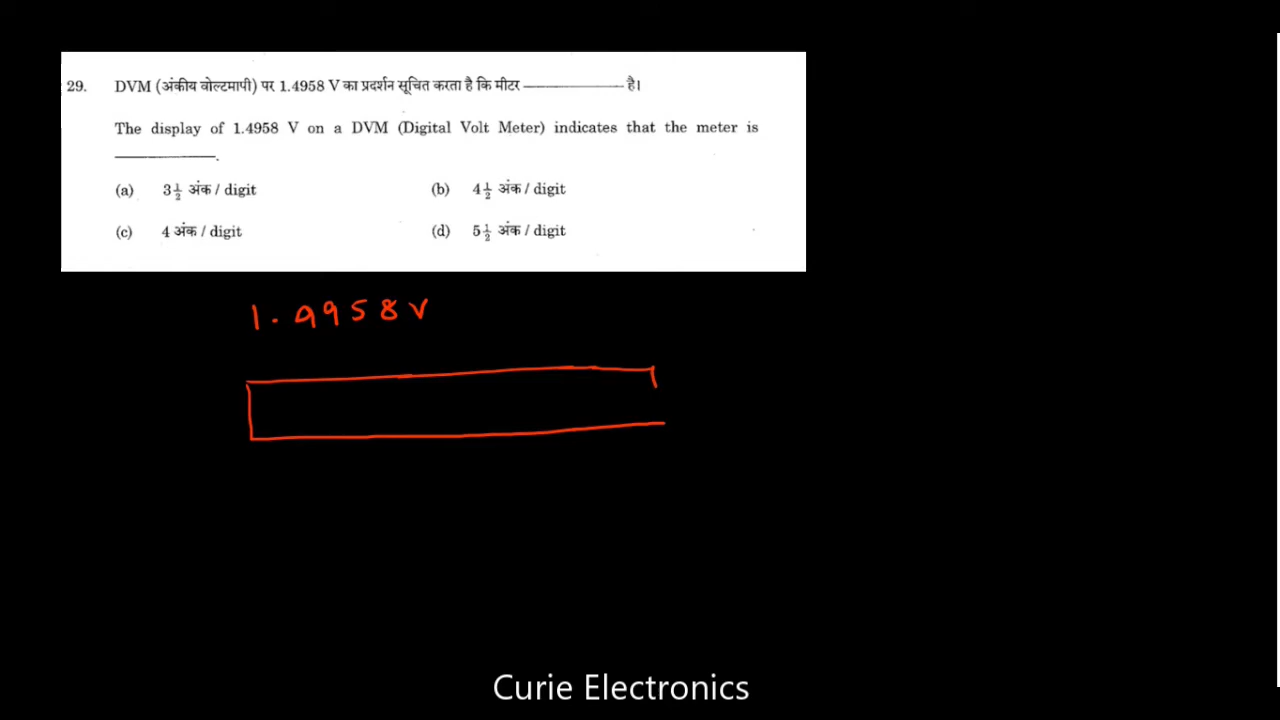 29. DVM (अंकीय वोल्टमापी) पर 1.4958 V का प्रदर्शन सूचित करता है कि मीटर ____________ है।
The display of 1.4958 V on a DVM (Digital Volt Meter) indicates that the meter is
____________.
(a) 3½ अंक / digit (b) 4½ अंक / digit
(c) 4 अंक / digit (d) 5½ अंक / digit
1.4958 V
Curie Electronics